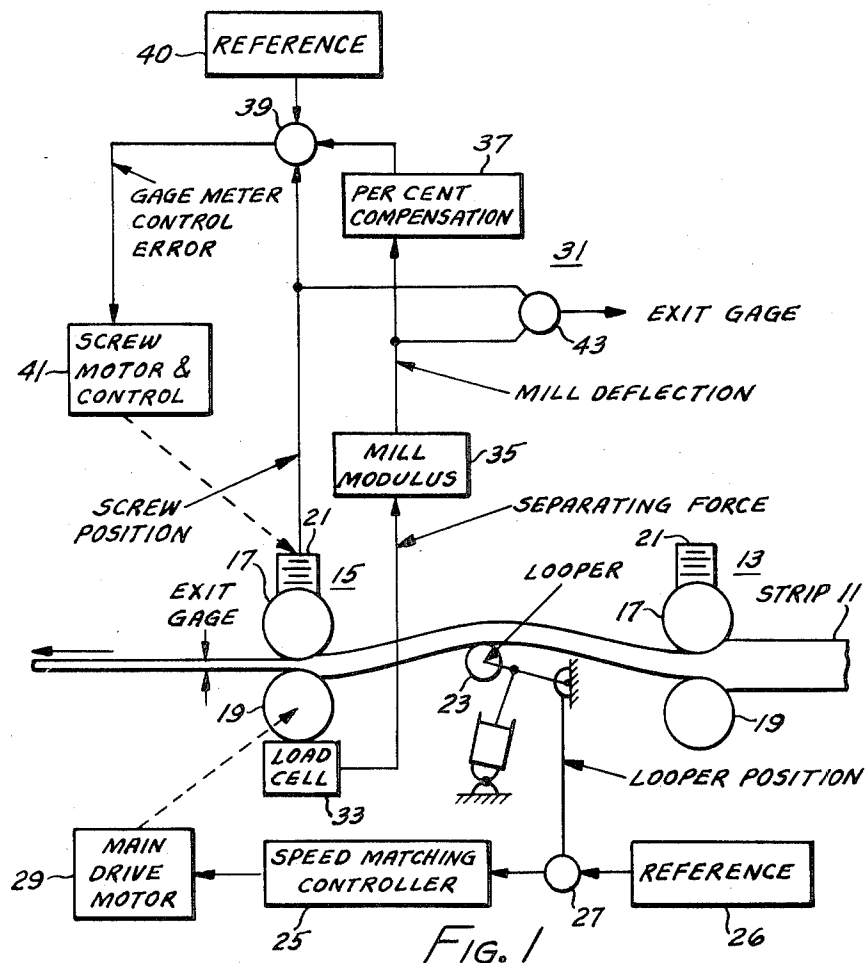 REFERENCE
40
39
37
PER CENT
COMPENSATION
GAGE METER
CONTROL
ERROR
31
EXIT GAGE
43
SCREW
MOTOR &
CONTROL
41
MILL DEFLECTION
MILL
MODULUS
35
SCREW
POSITION
SEPARATING FORCE
21
17
15
LOOPER
21
13
17
STRIP 11
EXIT
GAGE
23
19
19
LOAD
CELL
33
LOOPER POSITION
MAIN
DRIVE
MOTOR
29
SPEED MATCHING
CONTROLLER
25
27
REFERENCE
26
FIG. 1